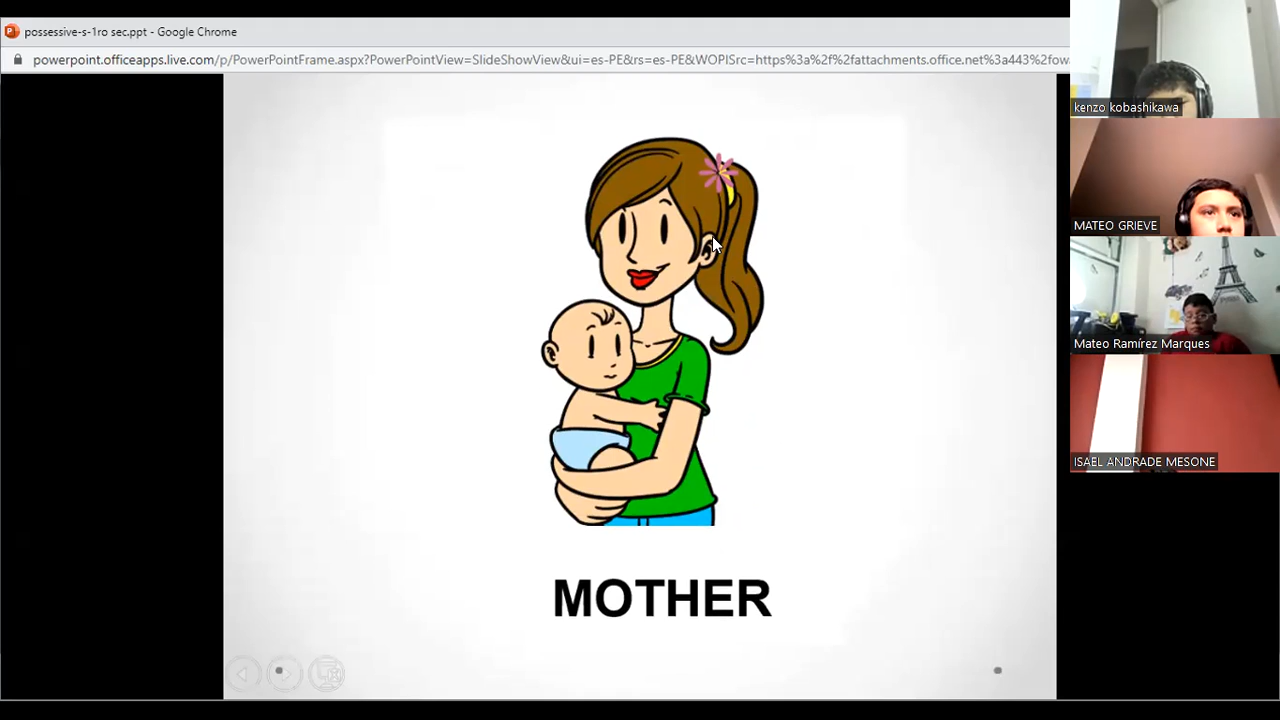 possessive-s-1ro sec.ppt - Google Chrome
powerpoint.officeapps.live.com/p/PowerPointFrame.aspx?PowerPointView=SlideShowView&ui=es-PE&rs=es-PE&WOPISrc=https%3a%2f%2fattachments.office.net%3a443%2fow
kenzo kobashikawa
MATEO GRIEVE
Mateo Ramírez Marques
ISAEL ANDRADE MESONE
MOTHER